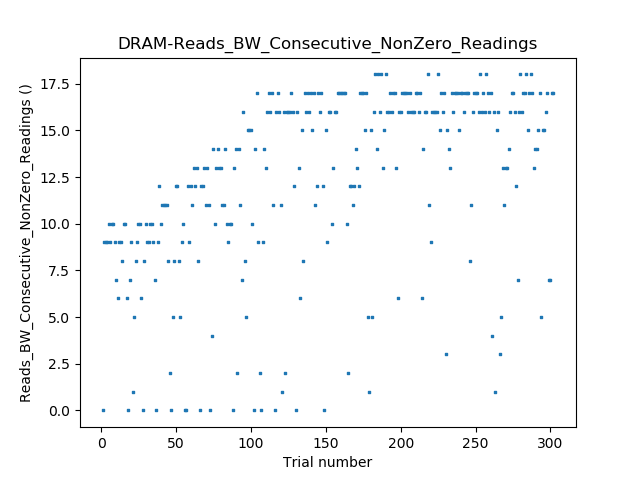 DRAM-Reads_BW_Consecutive_NonZero_Readings
Reads_BW_Consecutive_NonZero_Readings ()
17.5
15.0
12.5
10.0
7.5
5.0
2.5
0.0
0 50 100 150 200 250 300
Trial number